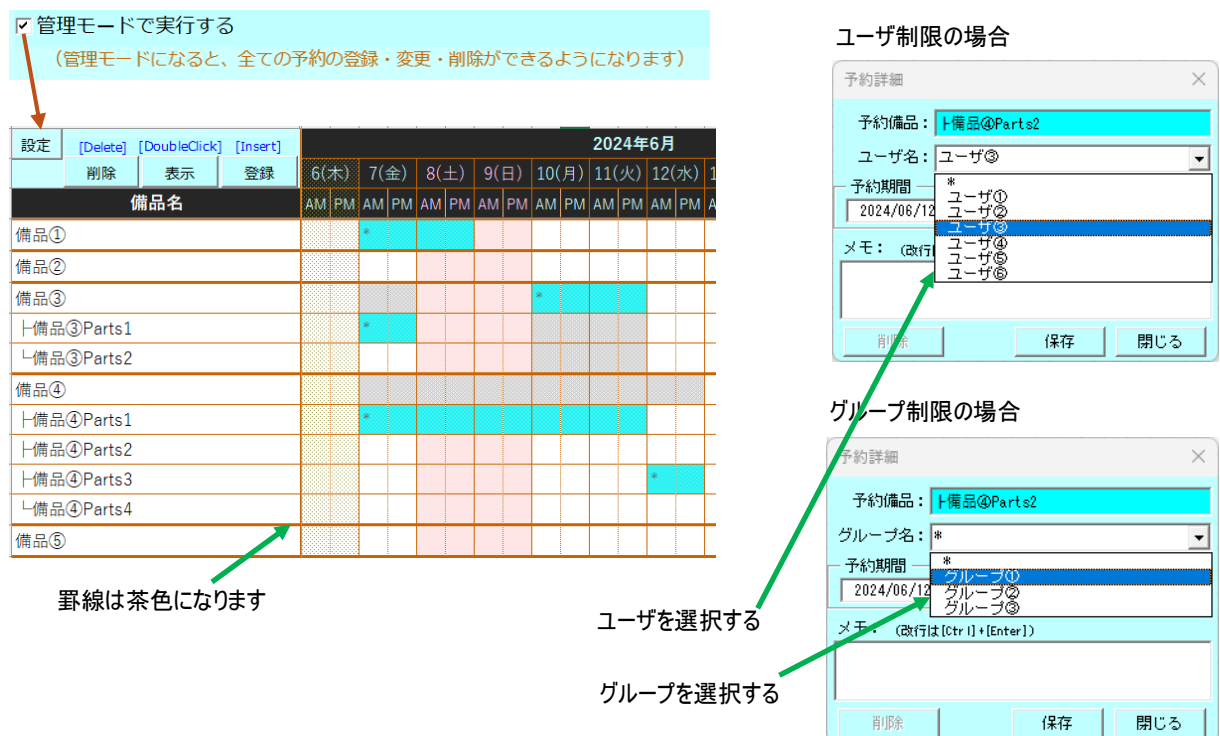 管理モードで実行する
（管理モードになると、全ての予約の登録・変更・削除ができるようになります）
設定 [Delete] [DoubleClick] [Insert] 2024年6月
削除 表示 登録 6(木) 7(金) 8(土) 9(日) 10(月) 11(火) 12(水) 1
備品名 AM PM AM PM AM PM AM PM AM PM AM PM AM PM A
備品① *
備品②
備品③ *
├備品③Parts1 *
└備品③Parts2
備品④
├備品④Parts1 *
├備品④Parts2
├備品④Parts3 *
└備品④Parts4
備品⑤
罫線は茶色になります
ユーザ制限の場合
予約詳細
予約備品： ├備品④Parts2
ユーザ名： ユーザ③
予約期間
2024/06/12
*
ユーザ①
ユーザ②
ユーザ③
ユーザ④
ユーザ⑤
ユーザ⑥
メモ： （改行は
削除 保存 閉じる
グループ制限の場合
予約詳細
予約備品： ├備品④Parts2
グループ名： *
予約期間
2024/06/12
*
グループ①
グループ②
グループ③
メモ： （改行は[Ctrl]+[Enter]）
削除 保存 閉じる
ユーザを選択する
グループを選択する